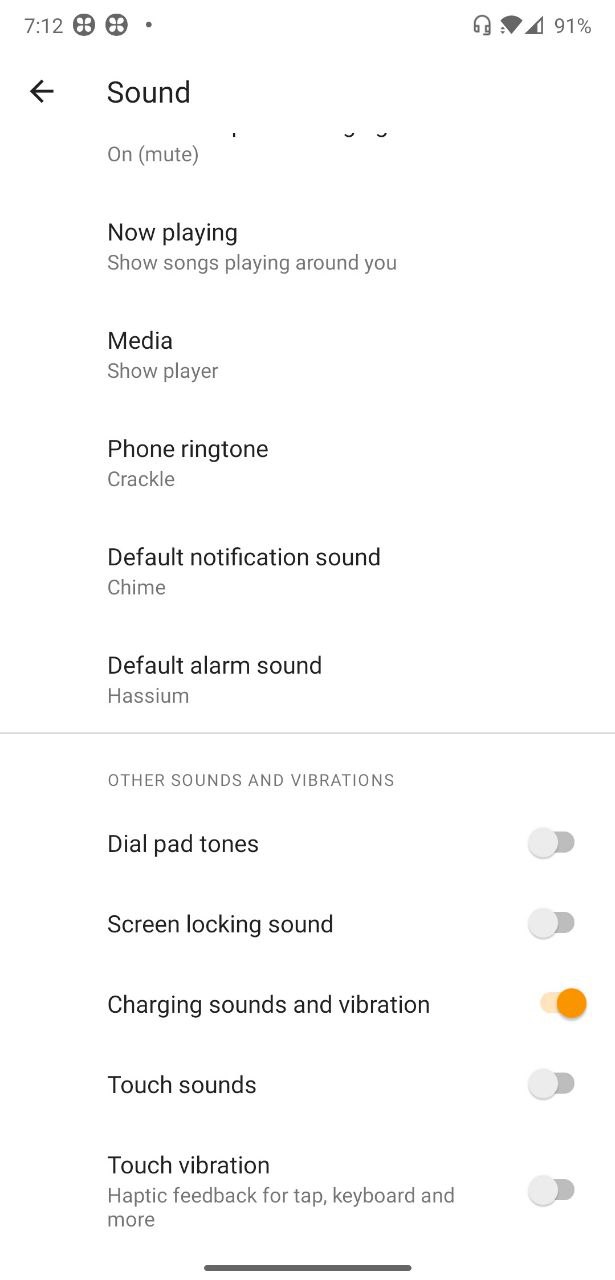 7:12
91%
Sound
On (mute)
Now playing
Show songs playing around you
Media
Show player
Phone ringtone
Crackle
Default notification sound
Chime
Default alarm sound
Hassium
OTHER SOUNDS AND VIBRATIONS
Dial pad tones
Screen locking sound
Charging sounds and vibration
Touch sounds
Touch vibration
Haptic feedback for tap, keyboard and
more